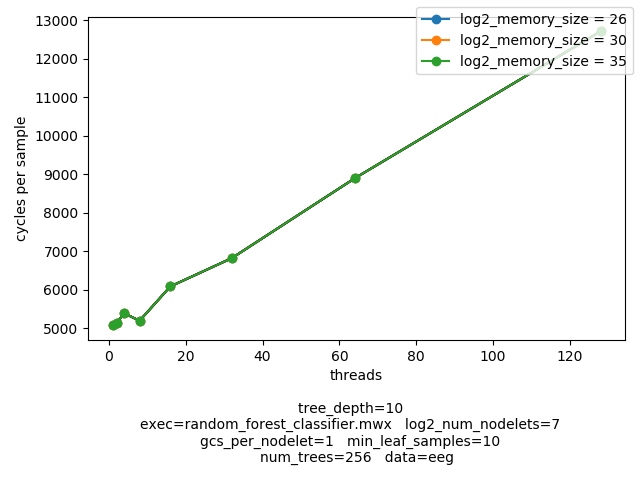 log2_memory_size = 26
log2_memory_size = 30
log2_memory_size = 35
13000
12000
11000
10000
9000
8000
7000
6000
5000
cycles per sample
0 20 40 60 80 100 120
threads
tree_depth=10
exec=random_forest_classifier.mwx log2_num_nodelets=7
gcs_per_nodelet=1 min_leaf_samples=10
num_trees=256 data=eeg